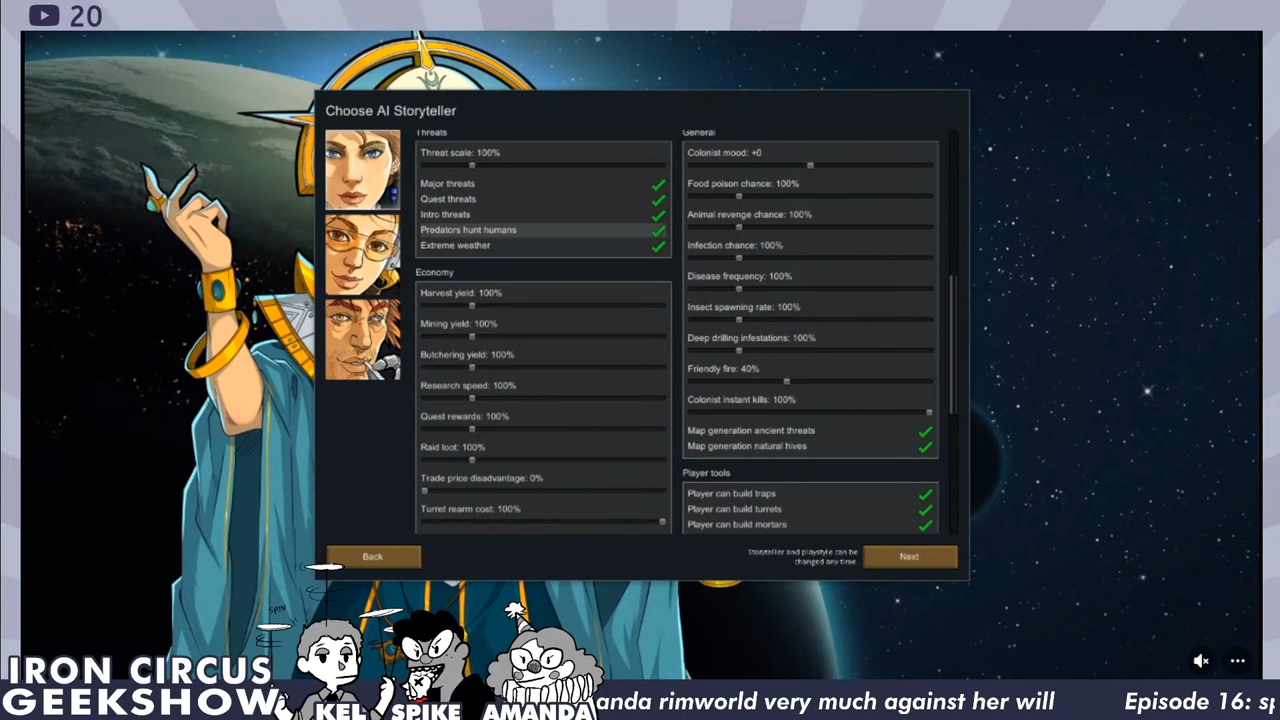 20
Choose AI Storyteller
Threats
Threat scale: 100%
Major threats
Quest threats
Intro threats
Predators hunt humans
Extreme weather
Economy
Harvest yield: 100%
Mining yield: 100%
Butchering yield: 100%
Research speed: 100%
Quest rewards: 100%
Raid loot: 100%
Trade price disadvantage: 0%
Turret rearm cost: 100%
General
Colonist mood: +0
Food poison chance: 100%
Animal revenge chance: 100%
Infection chance: 100%
Disease frequency: 100%
Insect spawning rate: 100%
Deep drilling infestations: 100%
Friendly fire: 40%
Colonist instant kills: 100%
Map generation ancient threats
Map generation natural hives
Player tools
Player can build traps
Player can build turrets
Player can build mortars
Back
Storyteller and playstyle can be
changed any time.
Next
SPIN
IRON CIRCUS
GEEKSHOW
KEL
SPIKE
AMANDA
anda rimworld very much against her will
Episode 16: sp